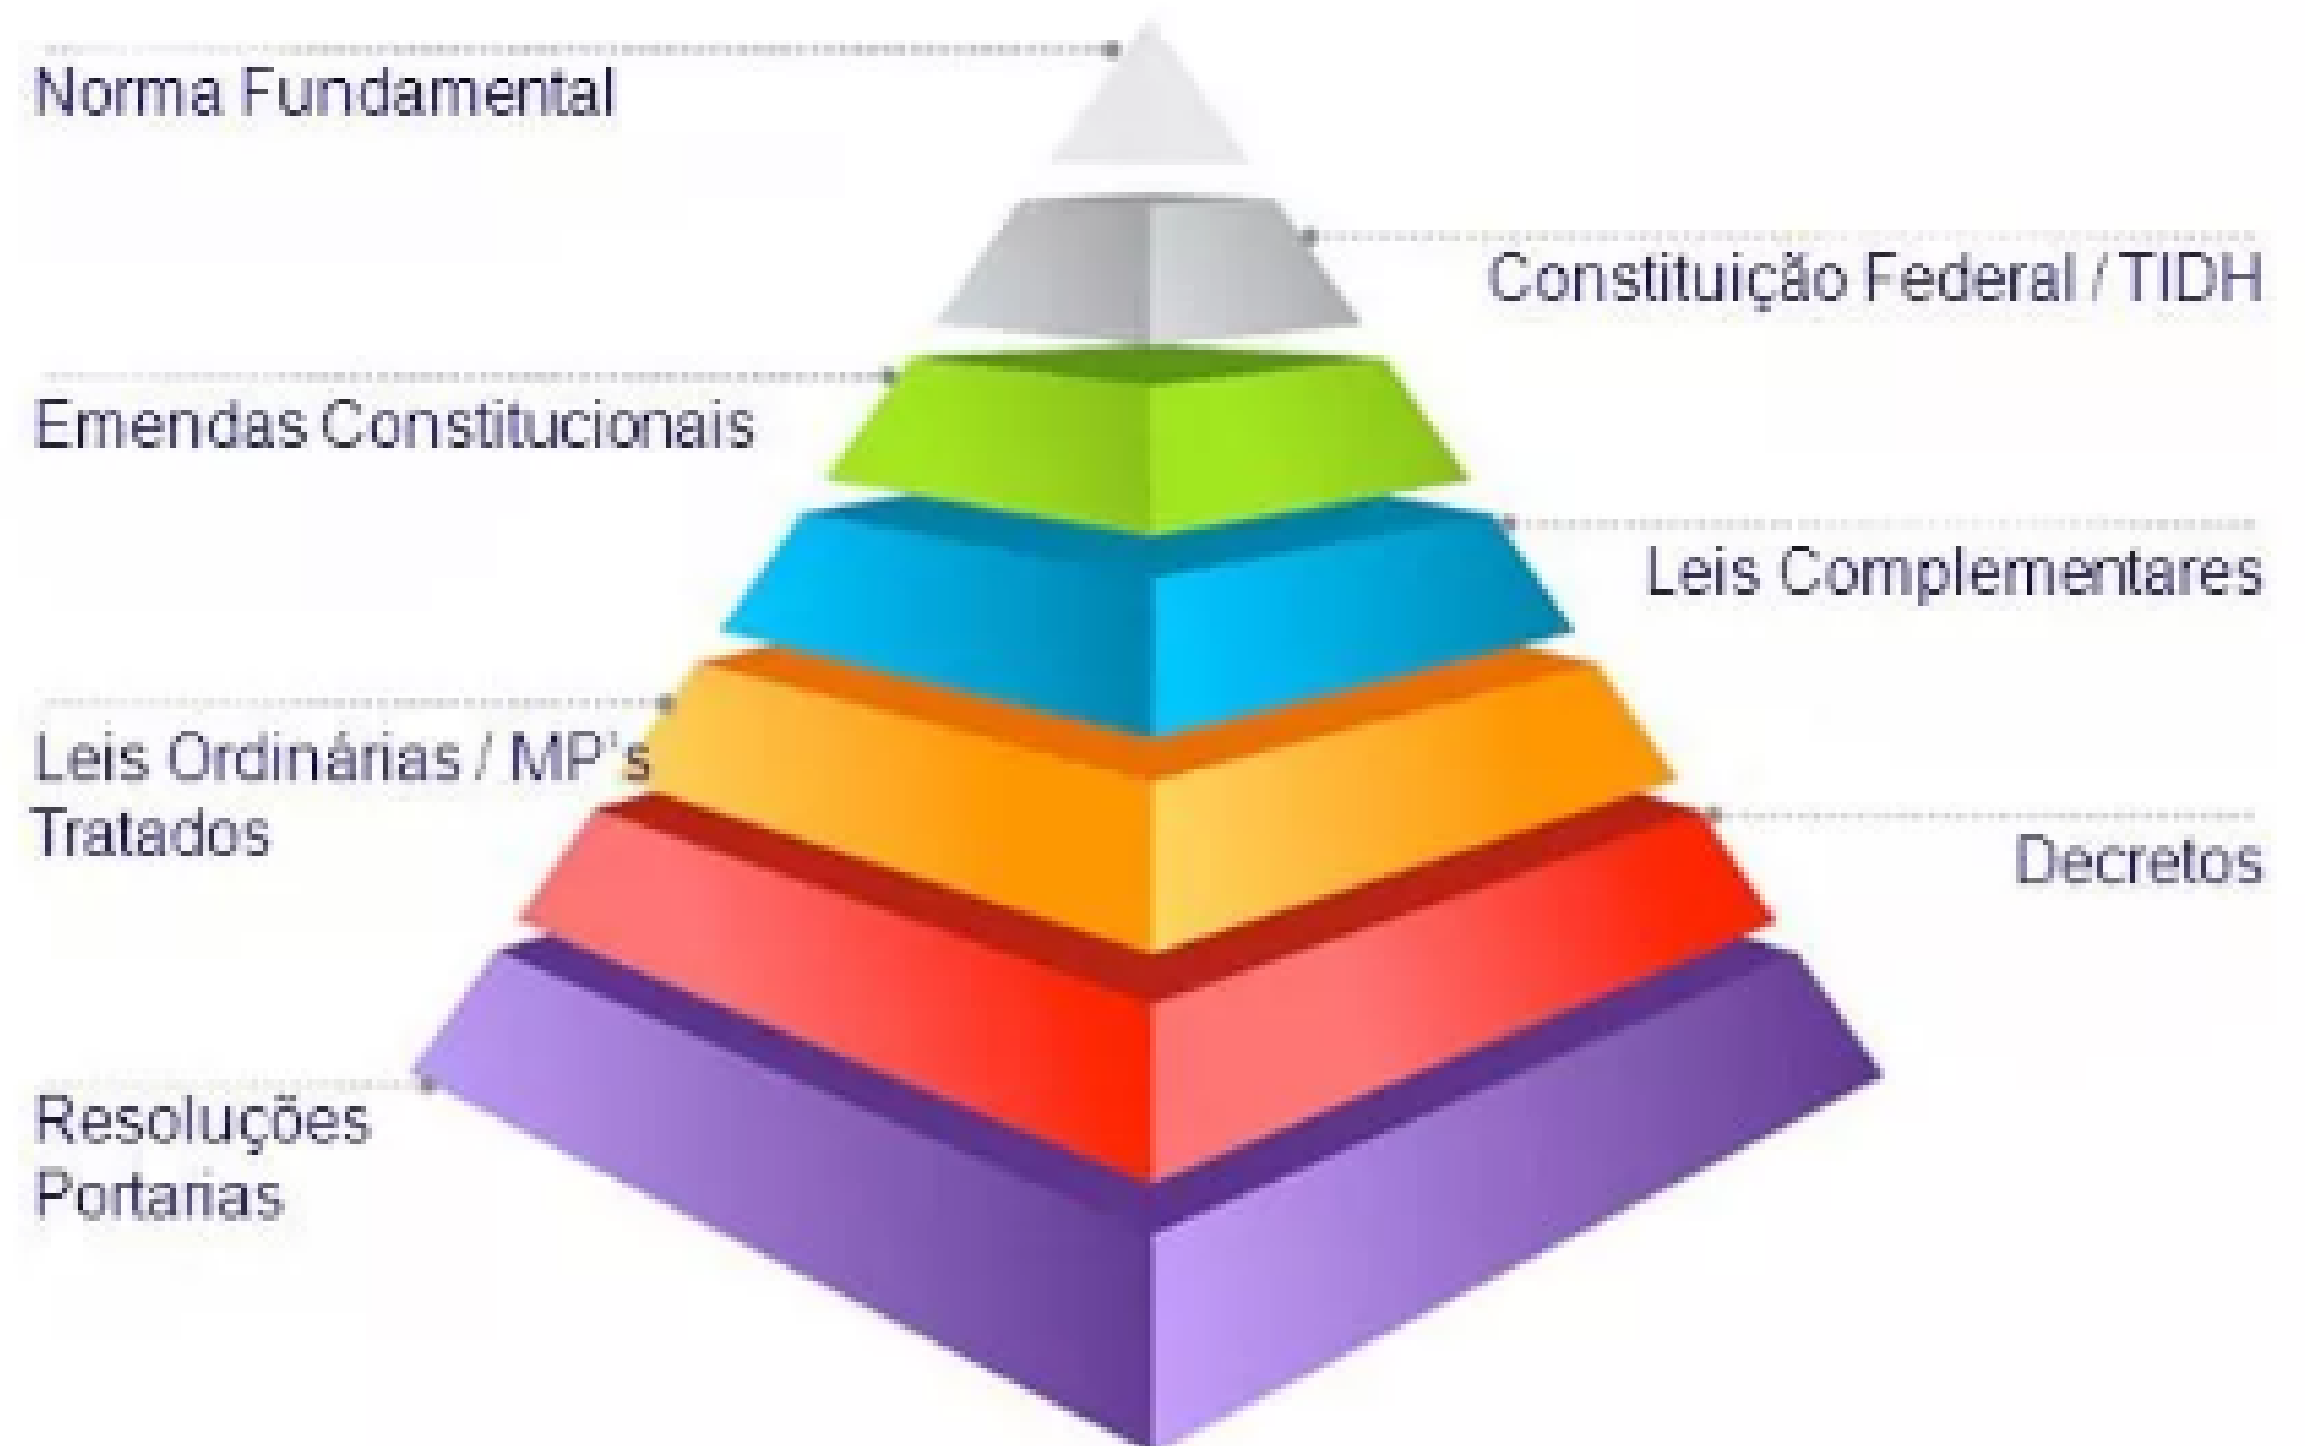 Norma Fundamental
Constituição Federal / TIDH
Emendas Constitucionais
Leis Complementares
Leis Ordinárias / MP's
Tratados
Decretos
Resoluções
Portarias